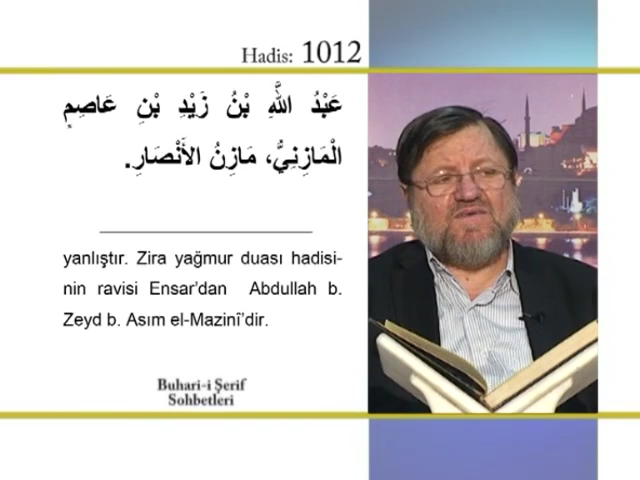 Hadis: 1012
عَبْدُ اللَّهِ بْنُ زَيْدِ بْنِ عَاصِمٍ
الْمَازِنِيُّ، مَازِنُ الأَنْصَارِ.
yanlıştır. Zira yağmur duası hadisi-
nin ravisi Ensar’dan Abdullah b.
Zeyd b. Asım el-Mazinî’dir.
Buhari-i Şerif
Sohbetleri